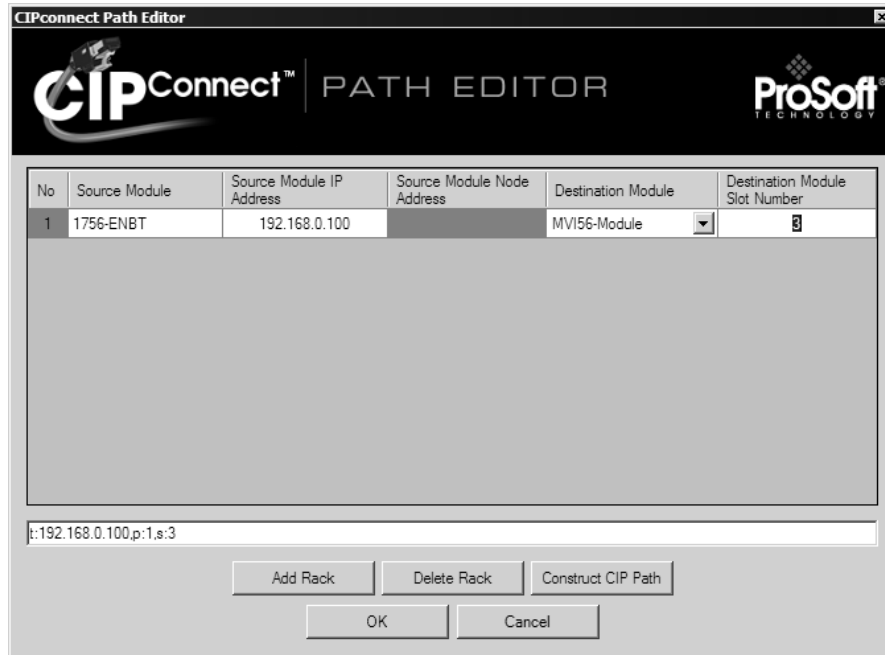 CIPconnect Path Editor
CIPConnect™ PATH EDITOR
ProSoft®
TECHNOLOGY
No Source Module Source Module IP Address Source Module Node Address Destination Module Destination Module Slot Number
1 1756-ENBT 192.168.0.100 MVI56-Module 3
t:192.168.0.100,p:1,s:3
Add Rack Delete Rack Construct CIP Path
OK Cancel